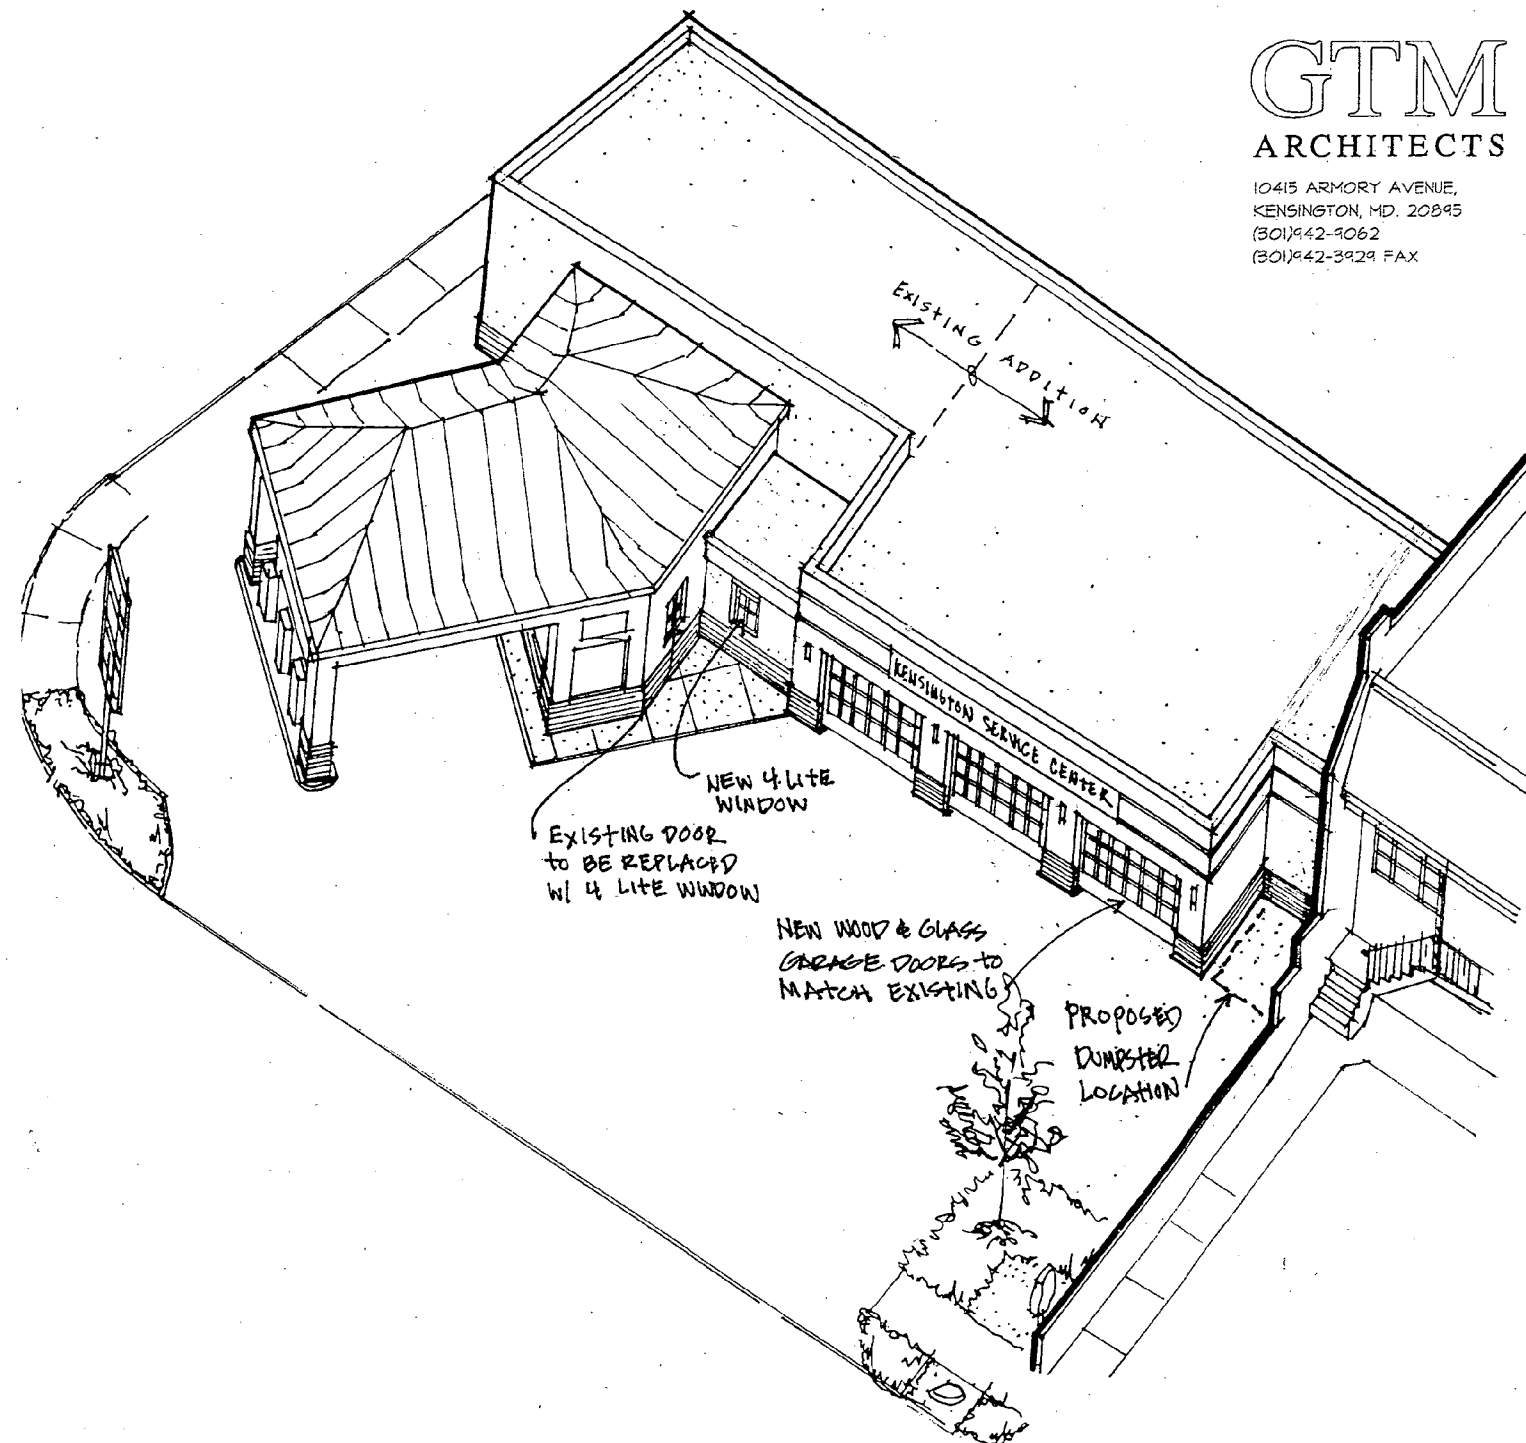 GTM
ARCHITECTS
10415 ARMORY AVENUE,
KENSINGTON, MD. 20895
(301)942-9062
(301)942-3929 FAX
EXISTING ADDITION
KENSINGTON SERVICE CENTER
NEW 4 LITE
WINDOW
EXISTING DOOR
to BE REPLACED
W/ 4 LITE WINDOW
NEW WOOD & GLASS
GARAGE DOORS to
MATCH EXISTING
PROPOSED
DUMPSTER
LOCATION